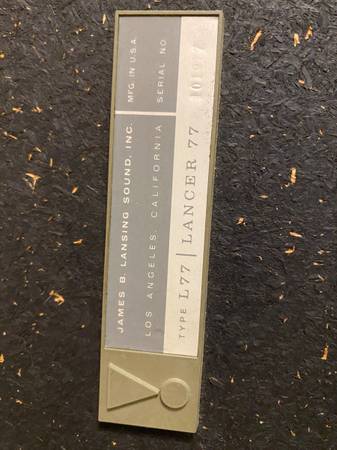 JAMES B. LANSING SOUND, INC.
LOS ANGELES, CALIFORNIA
MFG. IN U.S.A.
SERIAL NO.
TYPE L77 | LANCER 77